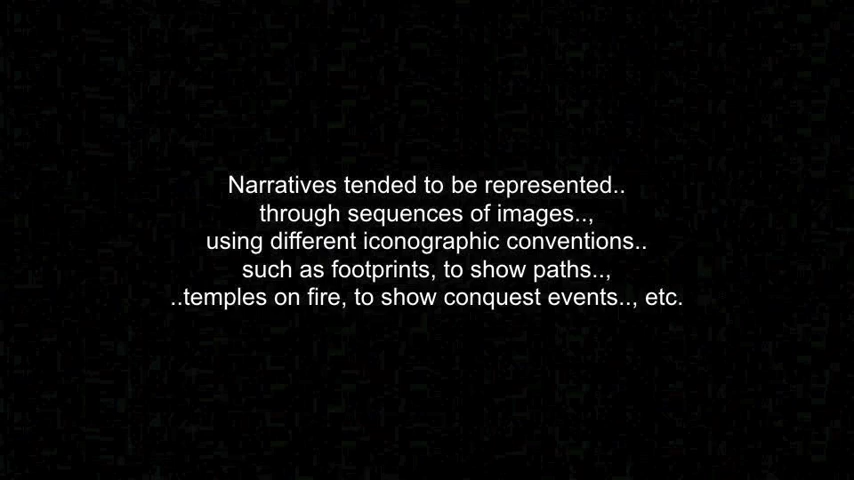 Narratives tended to be represented..
through sequences of images..,
using different iconographic conventions..
such as footprints, to show paths..,
..temples on fire, to show conquest events.., etc.